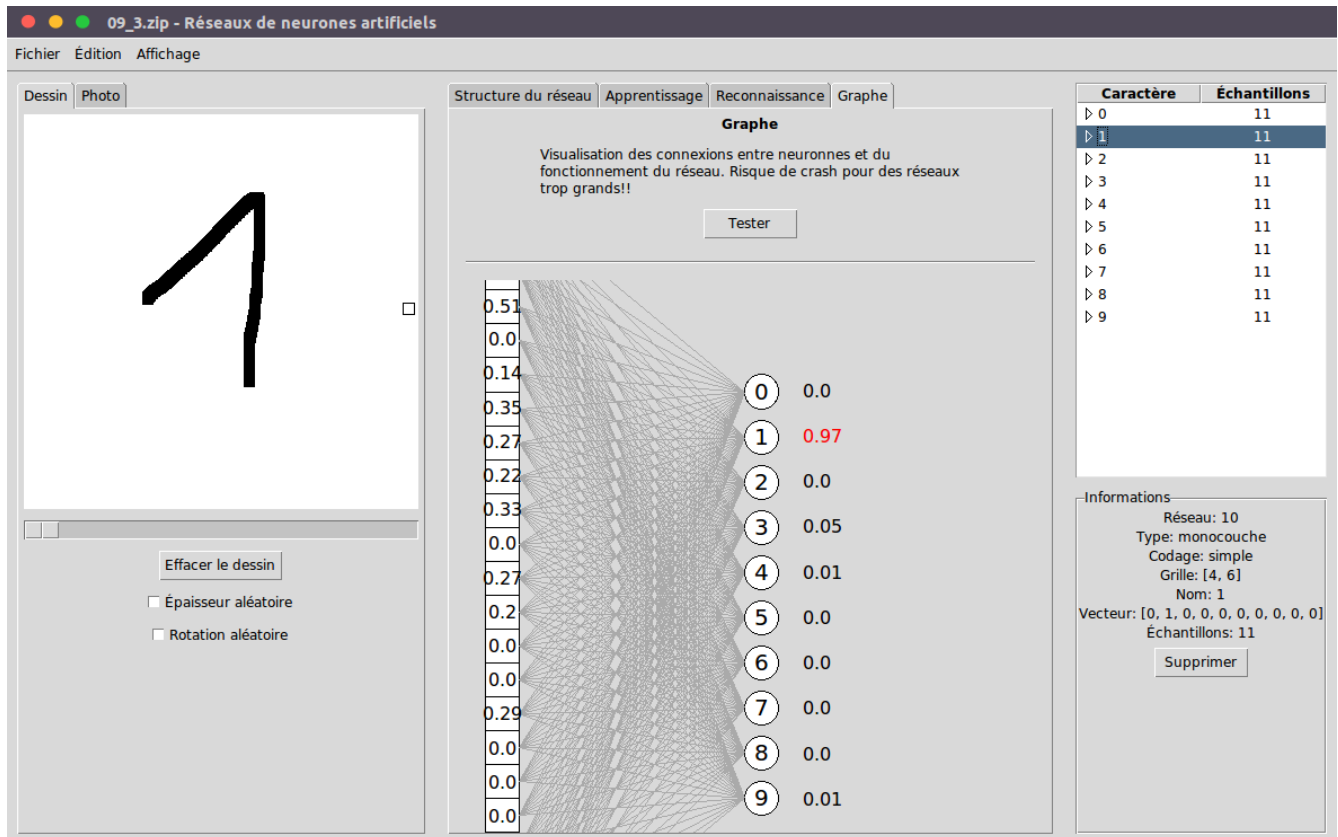 09_3.zip - Réseaux de neurones artificiels
Fichier Édition Affichage
Dessin Photo
Effacer le dessin
Épaisseur aléatoire
Rotation aléatoire
Structure du réseau Apprentissage Reconnaissance Graphe
Graphe
Visualisation des connexions entre neuronnes et du
fonctionnement du réseau. Risque de crash pour des réseaux
trop grands!!
Tester
0.51
0.0
0.14
0.35
0.27
0.22
0.33
0.0
0.27
0.2
0.0
0.0
0.29
0.0
0.0
0.0
0 0.0
1 0.97
2 0.0
3 0.05
4 0.01
5 0.0
6 0.0
7 0.0
8 0.0
9 0.01
Caractère Échantillons
0 11
1 11
2 11
3 11
4 11
5 11
6 11
7 11
8 11
9 11
Informations
Réseau: 10
Type: monocouche
Codage: simple
Grille: [4, 6]
Nom: 1
Vecteur: [0, 1, 0, 0, 0, 0, 0, 0, 0, 0]
Échantillons: 11
Supprimer